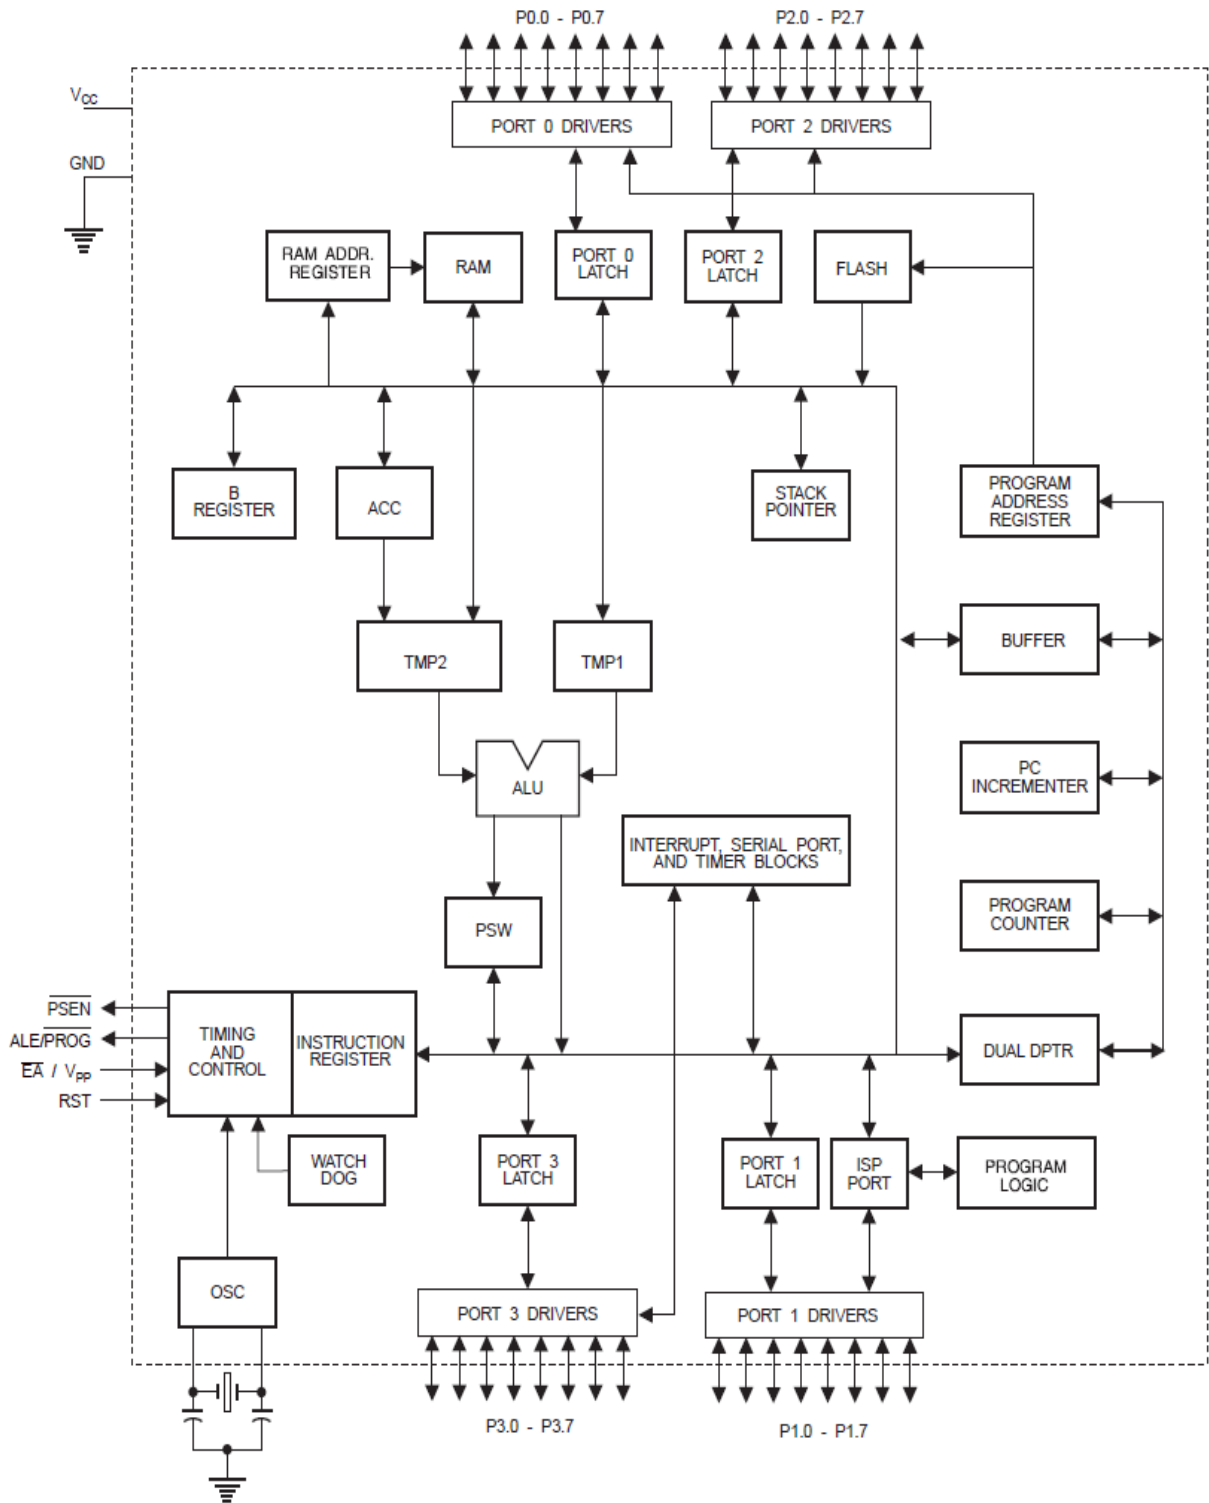 P0.0 - P0.7
P2.0 - P2.7
VCC
PORT 0 DRIVERS
PORT 2 DRIVERS
GND
RAM ADDR.
REGISTER
RAM
PORT 0
LATCH
PORT 2
LATCH
FLASH
B
REGISTER
ACC
STACK
POINTER
PROGRAM
ADDRESS
REGISTER
TMP2
TMP1
BUFFER
ALU
PC
INCREMENTER
INTERRUPT, SERIAL PORT,
AND TIMER BLOCKS
PSW
PROGRAM
COUNTER
PSEN
ALE/PROG
EA / VPP
RST
TIMING
AND
CONTROL
INSTRUCTION
REGISTER
DUAL DPTR
WATCH
DOG
PORT 3
LATCH
PORT 1
LATCH
ISP
PORT
PROGRAM
LOGIC
OSC
PORT 3 DRIVERS
PORT 1 DRIVERS
P3.0 - P3.7
P1.0 - P1.7